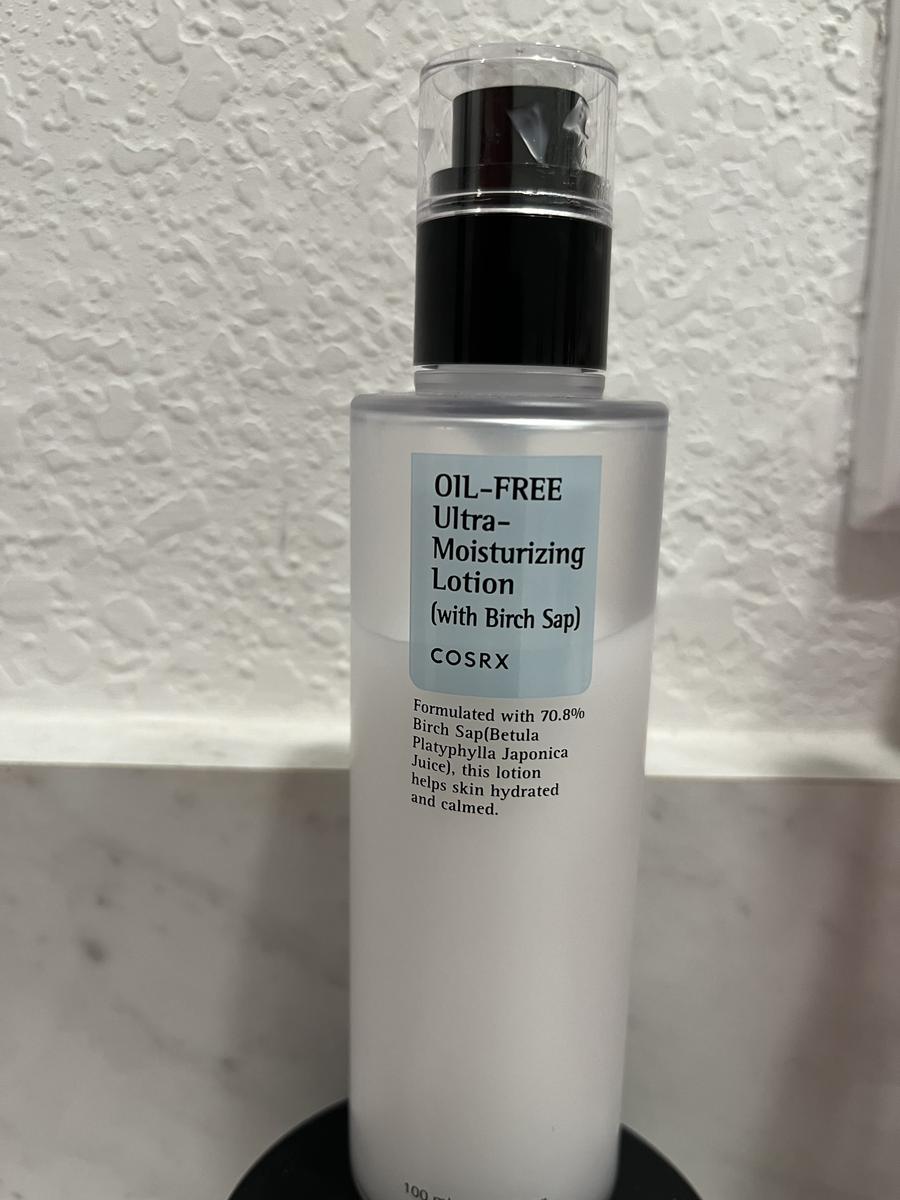 OIL-FREE
Ultra-
Moisturizing
Lotion
(with Birch Sap)
COSRX
Formulated with 70.8%
Birch Sap(Betula
Platyphylla Japonica
Juice), this lotion
helps skin hydrated
and calmed.
100